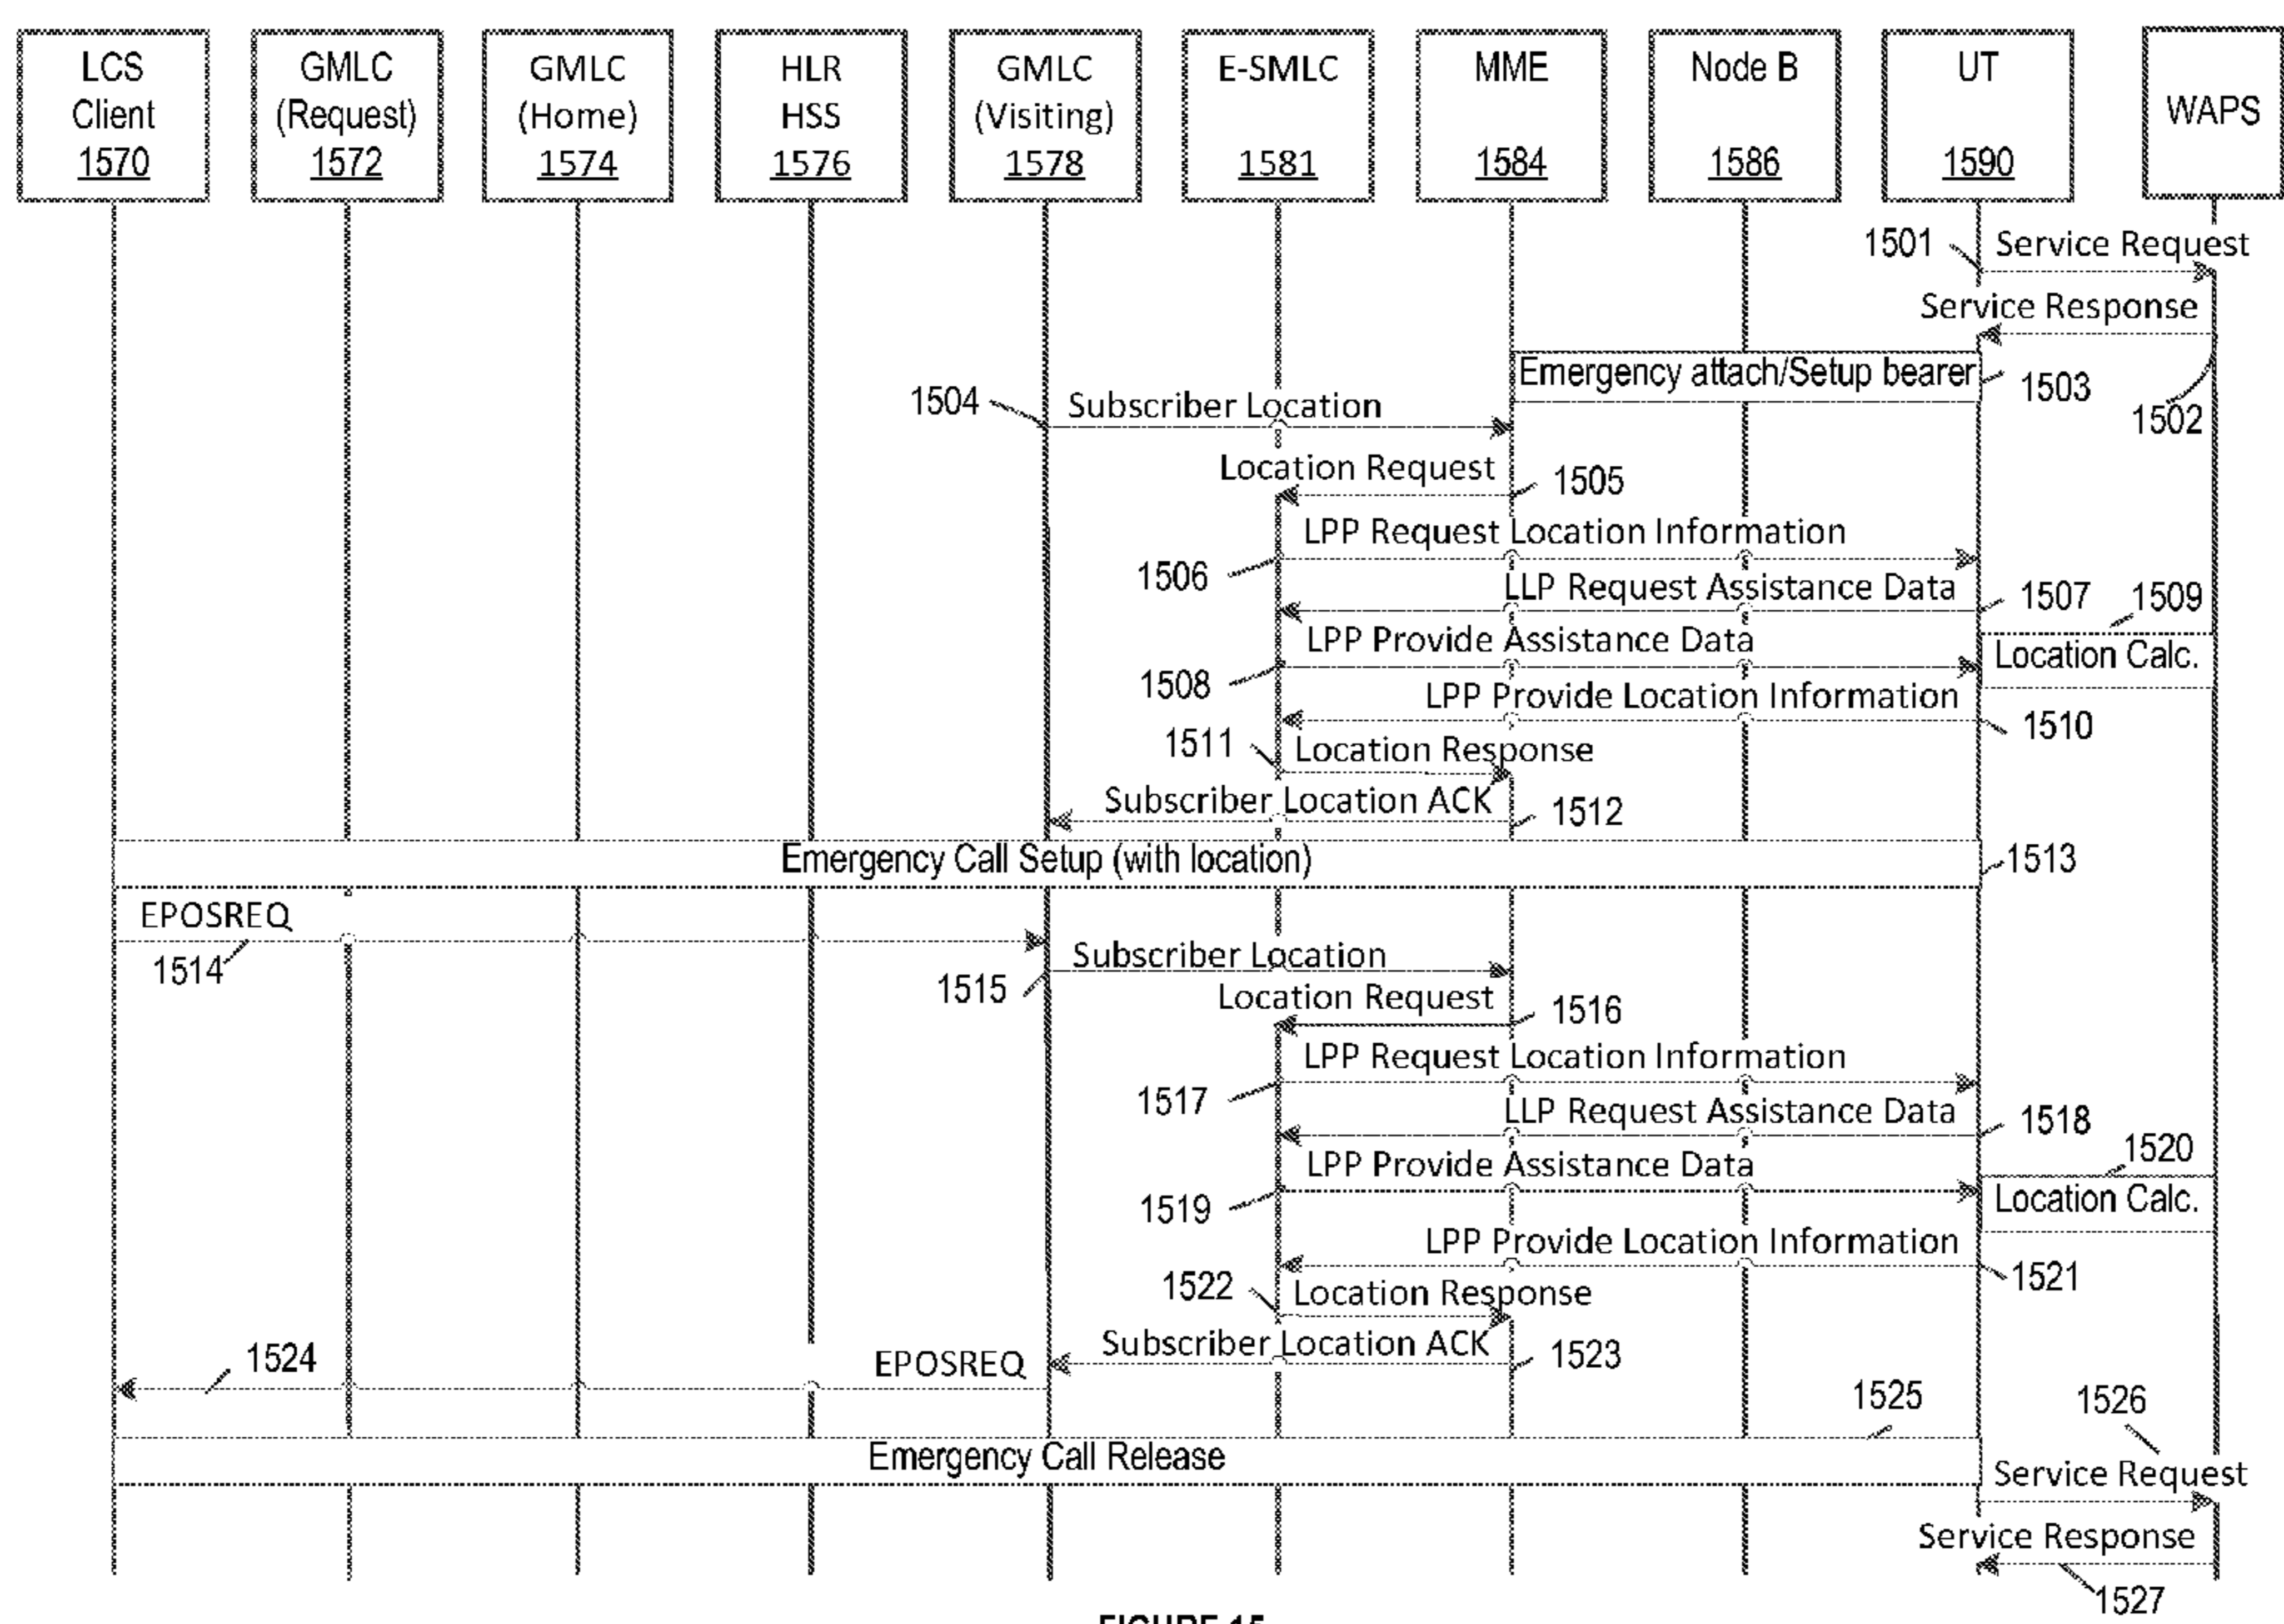 LCS
Client
1570
GMLC
(Request)
1572
GMLC
(Home)
1574
HLR
HSS
1576
GMLC
(Visiting)
1578
E-SMLC
1581
MME
1584
Node B
1586
UT
1590
WAPS
1501
Service Request
Service Response
Emergency attach/Setup bearer
1503
1502
1504
Subscriber Location
Location Request
1505
LPP Request Location Information
1506
LLP Request Assistance Data
1507
1509
LPP Provide Assistance Data
Location Calc.
1508
LPP Provide Location Information
1510
1511
Location Response
Subscriber Location ACK
1512
Emergency Call Setup (with location)
1513
EPOSREQ
1514
Subscriber Location
1515
Location Request
1516
LPP Request Location Information
1517
LLP Request Assistance Data
1518
1520
LPP Provide Assistance Data
Location Calc.
1519
LPP Provide Location Information
1521
1522
Location Response
Subscriber Location ACK
1523
1524
EPOSREQ
1525
1526
Emergency Call Release
Service Request
Service Response
1527
FIGURE 15